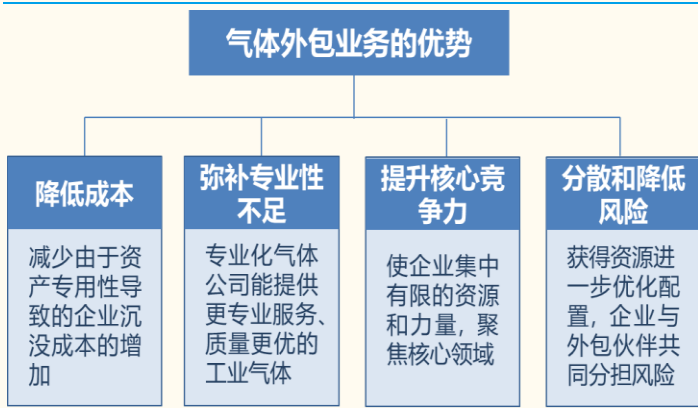 气体外包业务的优势
降低成本
减少由于资
产专用性导
致的企业沉
没成本的增
加
弥补专业性
不足
专业化气体
公司能提供
更专业服务、
质量更优的
工业气体
提升核心竞
争力
使企业集中
有限的资源
和力量，聚
焦核心领域
分散和降低
风险
获得资源进
一步优化配
置，企业与
外包伙伴共
同分担风险